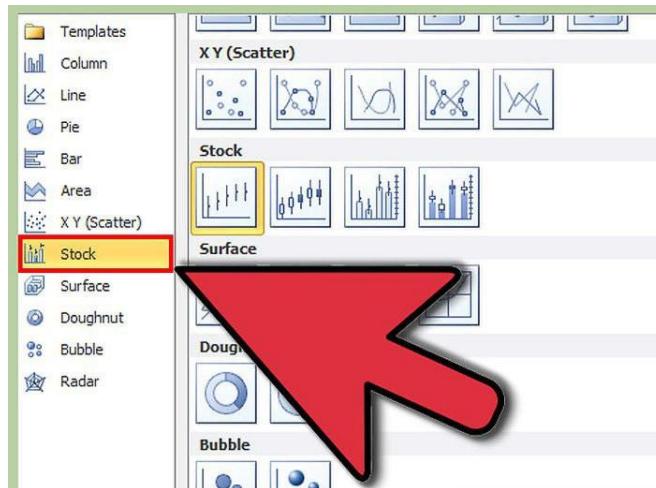 Templates
Column
Line
Pie
Bar
Area
X Y (Scatter)
Stock
Surface
Doughnut
Bubble
Radar
X Y (Scatter)
Stock
Surface
Bubble